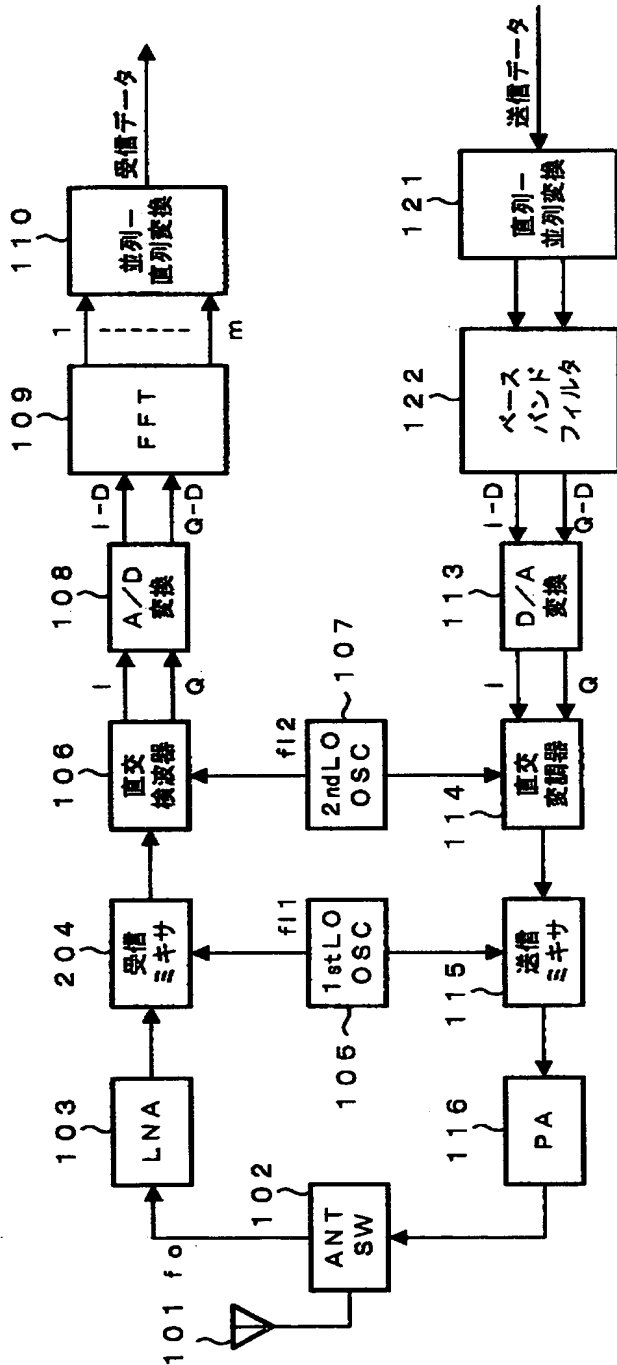 101
fo
102
ANT
SW
103
LNA
204
受信
ミキサ
106
直交
検波器
I
Q
108
A/D
変換
I-D
Q-D
109
FFT
1
m
110
並列ー
直列変換
受信データ
fl1
1stLO
OSC
105
fl2
2ndLO
OSC
107
送信データ
121
直列ー
並列変換
122
ベース
バンド
フィルタ
I-D
Q-D
113
D/A
変換
I
Q
114
直交
変調器
115
送信
ミキサ
116
PA